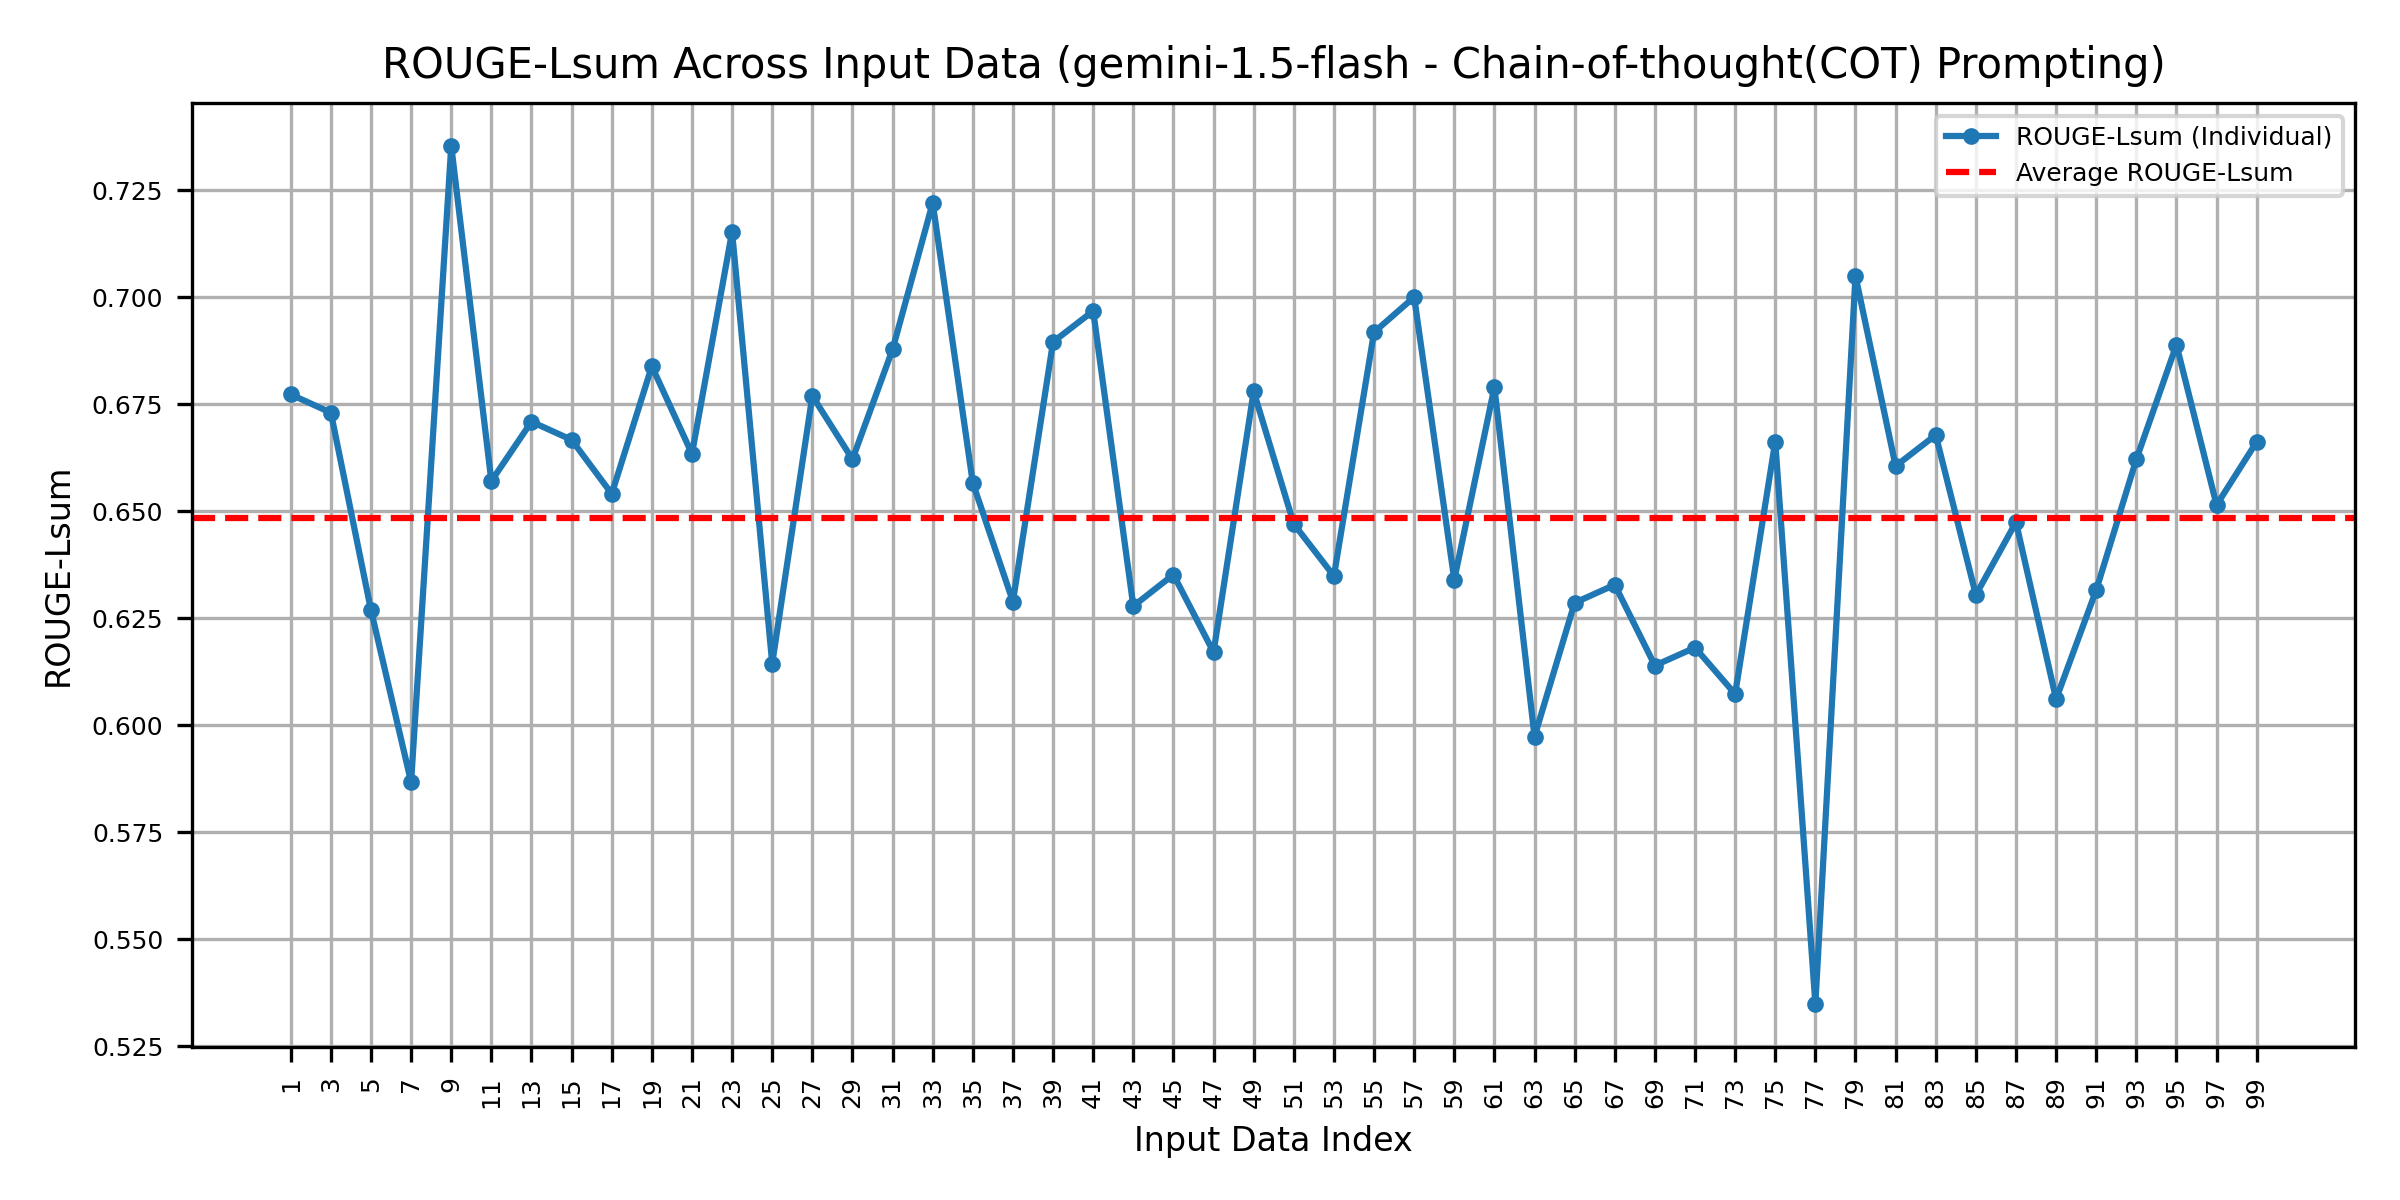 ROUGE-Lsum Across Input Data (gemini-1.5-flash - Chain-of-thought(COT) Prompting)
ROUGE-Lsum (Individual)
Average ROUGE-Lsum
ROUGE-Lsum
0.725
0.700
0.675
0.650
0.625
0.600
0.575
0.550
0.525
1 3 5 7 9 11 13 15 17 19 21 23 25 27 29 31 33 35 37 39 41 43 45 47 49 51 53 55 57 59 61 63 65 67 69 71 73 75 77 79 81 83 85 87 89 91 93 95 97 99
Input Data Index